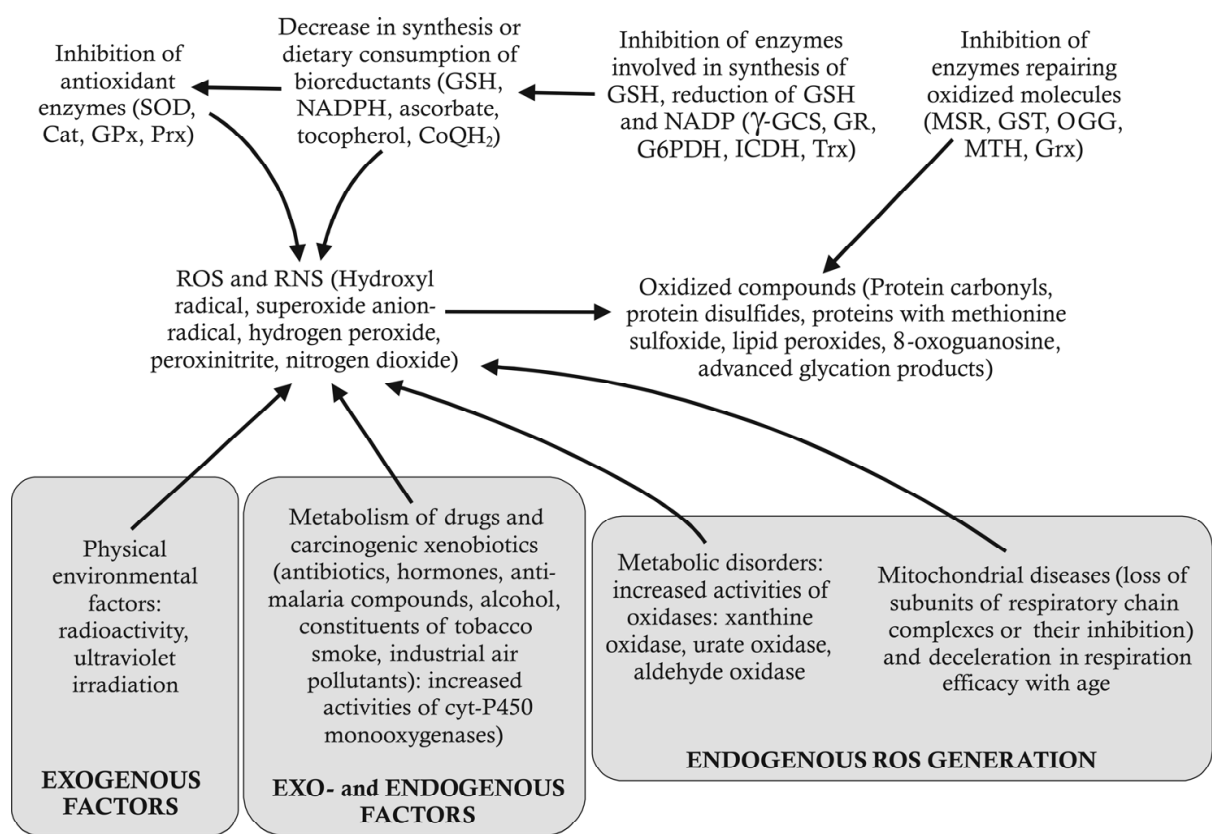 Inhibition of
antioxidant
enzymes (SOD,
Cat, GPx, Prx)
Decrease in synthesis or
dietary consumption of
bioreductants (GSH,
NADPH, ascorbate,
tocopherol, CoQH₂)
Inhibition of enzymes
involved in synthesis of
GSH, reduction of GSH
and NADP (γ-GCS, GR,
G6PDH, ICDH, Trx)
Inhibition of
enzymes repairing
oxidized molecules
(MSR, GST, OGG,
MTH, Grx)
ROS and RNS (Hydroxyl
radical, superoxide anion-
radical, hydrogen peroxide,
peroxinitrite, nitrogen dioxide)
Oxidized compounds (Protein carbonyls,
protein disulfides, proteins with methionine
sulfoxide, lipid peroxides, 8-oxoguanosine,
advanced glycation products)
Physical
environmental
factors:
radioactivity,
ultraviolet
irradiation
EXOGENOUS
FACTORS
Metabolism of drugs and
carcinogenic xenobiotics
(antibiotics, hormones, anti-
malaria compounds, alcohol,
constituents of tobacco
smoke, industrial air
pollutants): increased
activities of cyt-P450
monooxygenases)
EXO- and ENDOGENOUS
FACTORS
Metabolic disorders:
increased activities of
oxidases: xanthine
oxidase, urate oxidase,
aldehyde oxidase
Mitochondrial diseases (loss of
subunits of respiratory chain
complexes or their inhibition)
and deceleration in respiration
efficacy with age
ENDOGENOUS ROS GENERATION